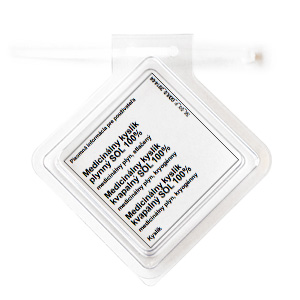 Písomná informácia pre používateľa
Medicinálny kyslík
plynný SOL 100%
medicinálny plyn, stlačený
Medicinálny kyslík
kvapalný SOL 100%
medicinálny plyn, kryogénny
Medicinálny kyslík
kvapalný SOL 100%
medicinálny plyn, kryogénny
Kyslík